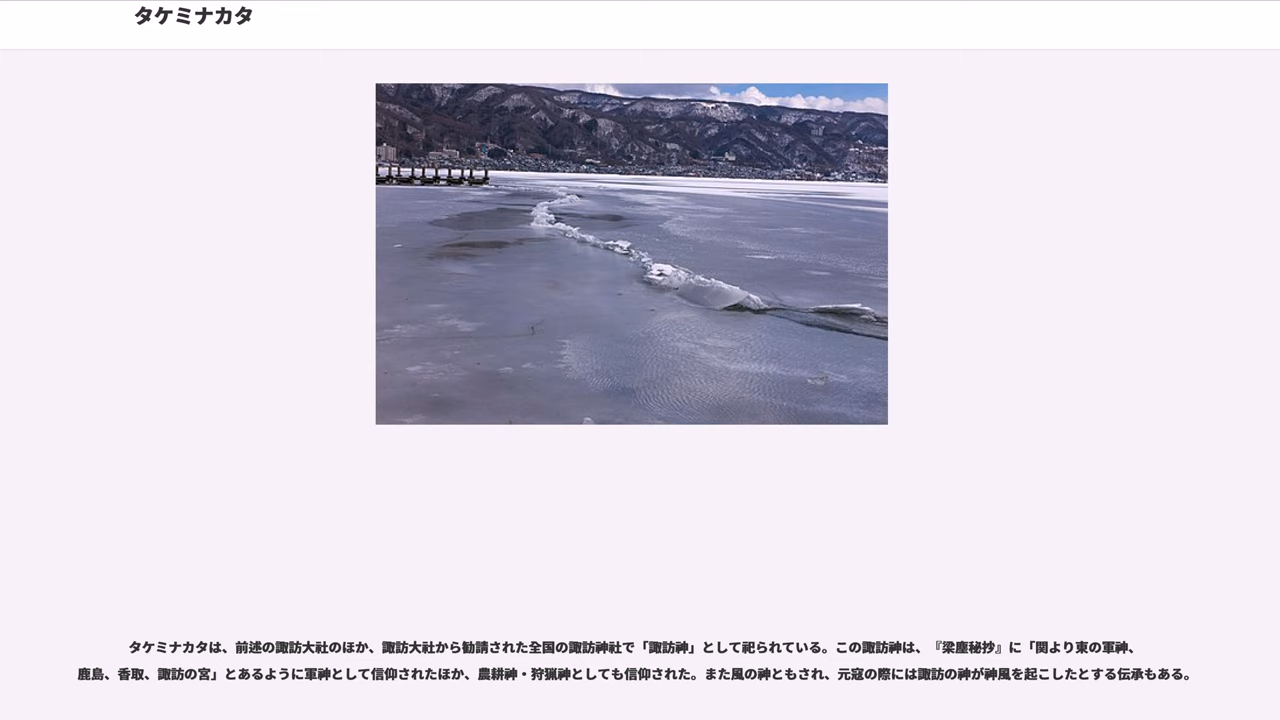 タケミナカタ
タケミナカタは、前述の諏訪大社のほか、諏訪大社から勧請された全国の諏訪神社で「諏訪神」として祀られている。この諏訪神は、『梁塵秘抄』に「関より東の軍神、
鹿島、香取、諏訪の宮」とあるように軍神として信仰されたほか、農耕神・狩猟神としても信仰された。また風の神ともされ、元寇の際には諏訪の神が神風を起こしたとする伝承もある。